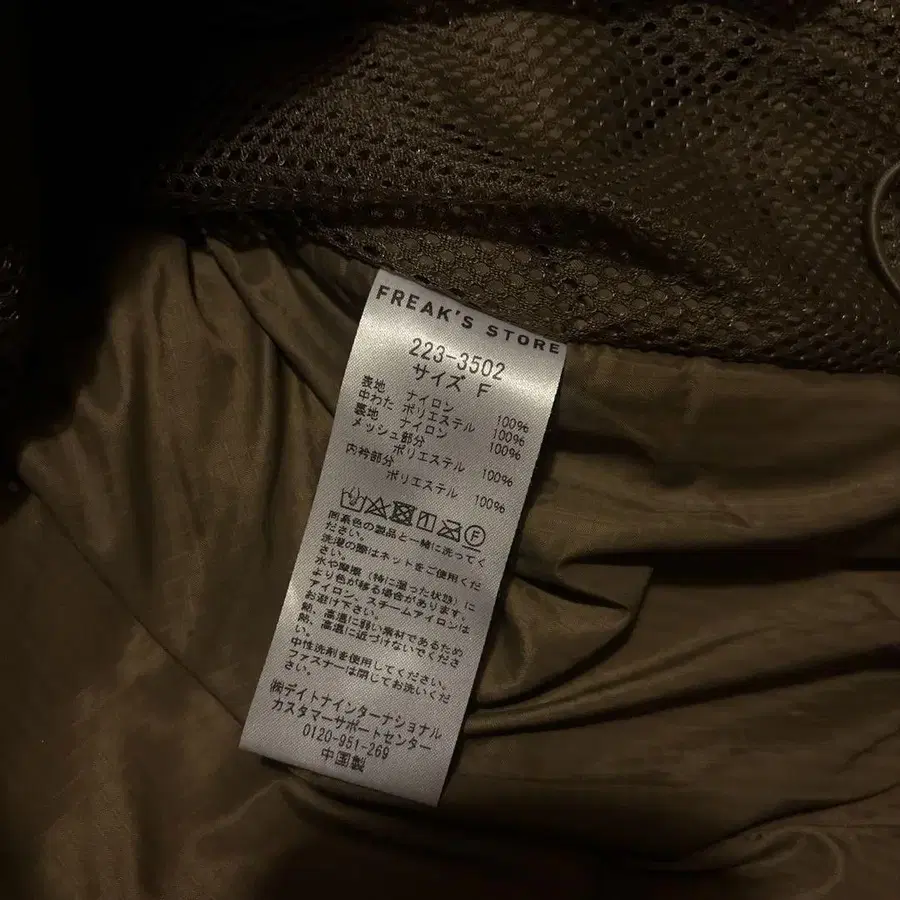 FREAK'S STORE
223-3502
サイズ F
表地 ナイロン 100%
中わた ポリエステル 100%
裏地 ナイロン 100%
メッシュ部分
ポリエステル 100%
内衿部分
ポリエステル 100%
F
同系色の製品と一緒に洗ってく
ださい。
洗濯の際はネットをご使用くだ
さい。
水や摩擦(特に湿った状態)に
より色が移る場合があります。
アイロン、スチームアイロンは
お避け下さい。
熱、高温に弱い素材であるため
熱、高温に近づけないでくださ
い。
中性洗剤を使用してください。
ファスナーは閉じてお洗いくだ
さい。
㈱デイトナインターナショナル
カスタマーサポートセンター
0120-951-269
中国製